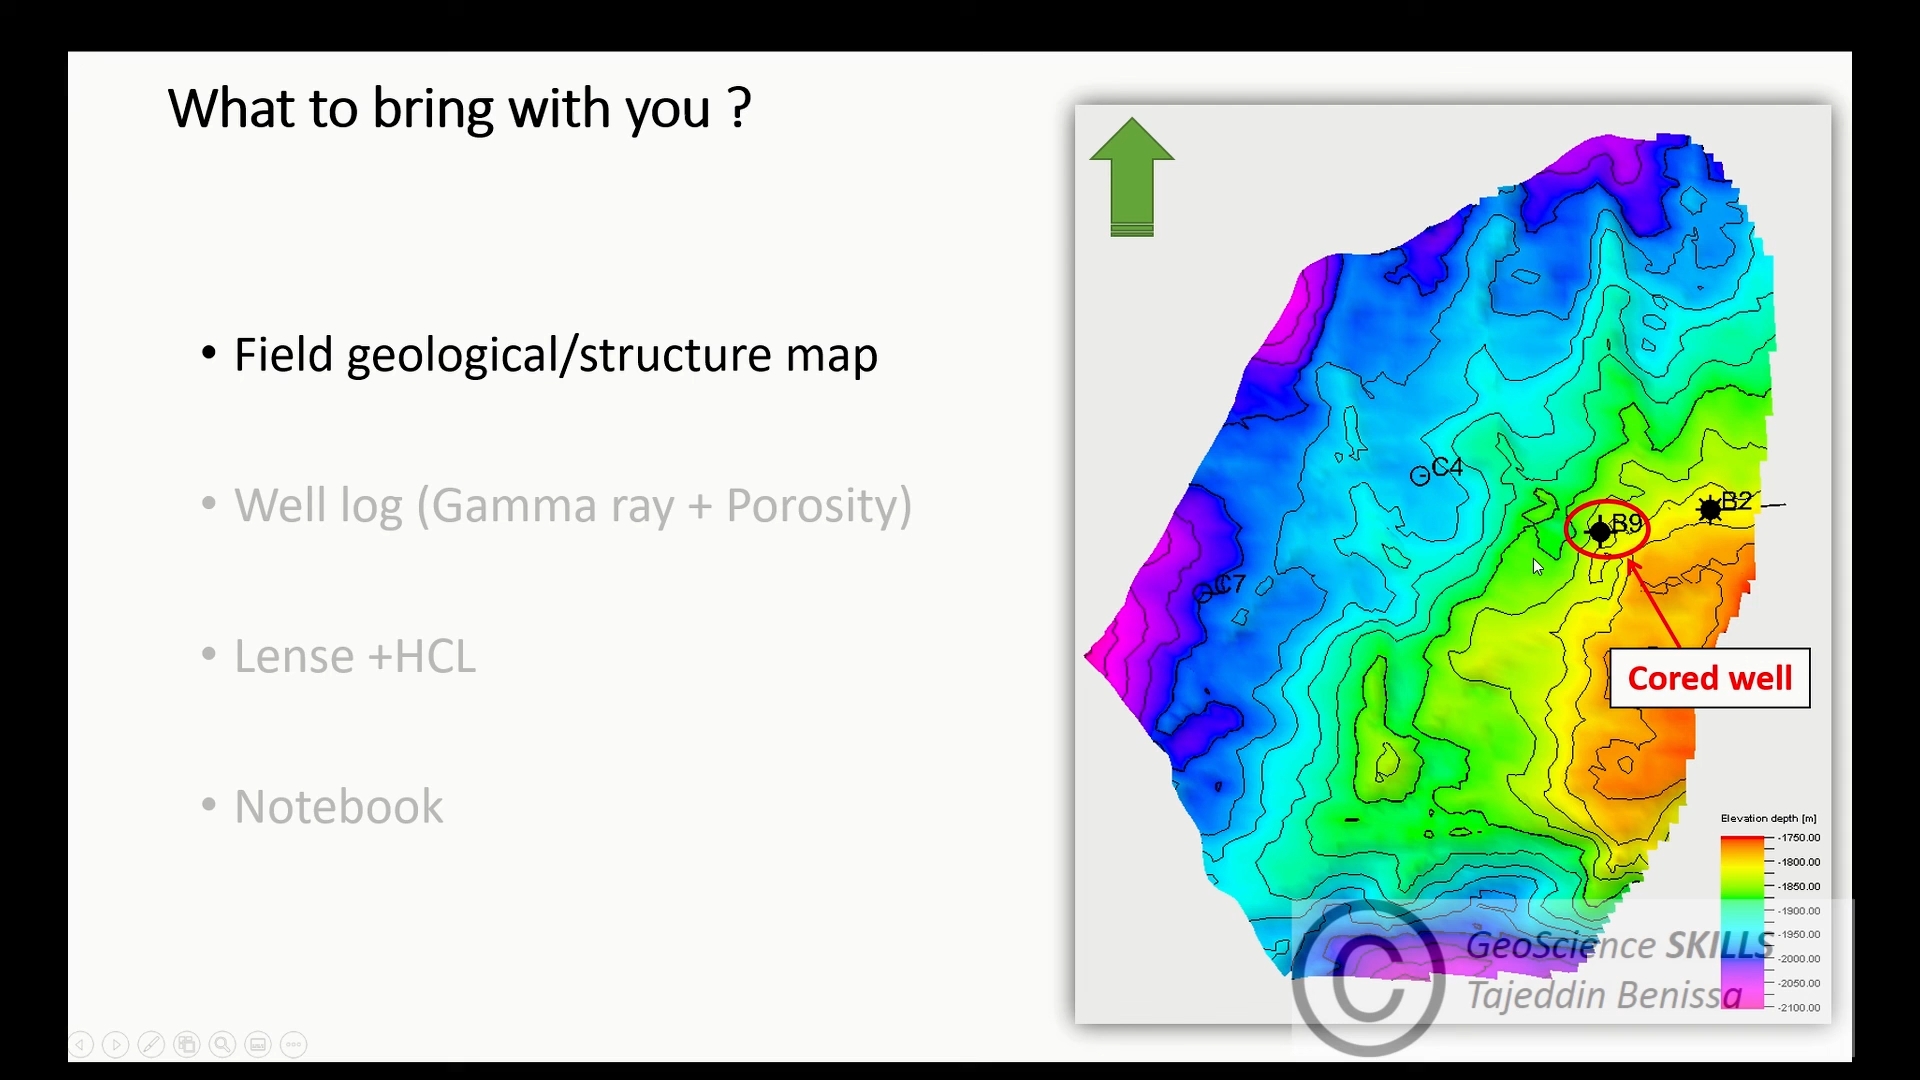 What to bring with you ?
• Field geological/structure map
• Well log (Gamma ray + Porosity)
• Lense +HCL
• Notebook
C4
B2
B9
C7
Cored well
Elevation depth [m]
-1750.00
-1800.00
-1850.00
-1900.00
-1950.00
-2000.00
-2050.00
-2100.00
© GeoScience SKILLS
Tajeddin Benissa